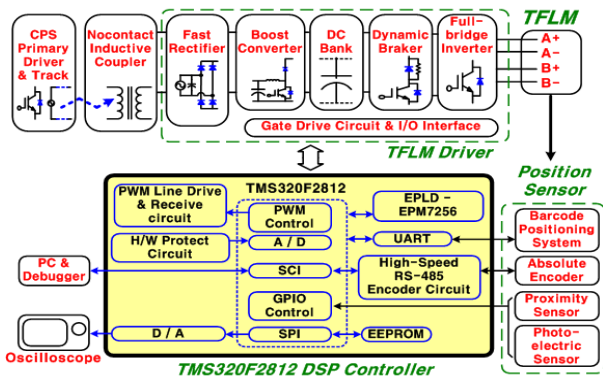 CPS
Primary
Driver
& Track
Nocontact
Inductive
Coupler
Fast
Rectifier
Boost
Converter
DC
Bank
Dynamic
Braker
Full-
bridge
Inverter
TFLM
A+
A-
B+
B-
Gate Drive Circuit & I/O Interface
TFLM Driver
Position
Sensor
TMS320F2812
PWM Line Drive
& Receive
circuit
PWM
Control
EPLD -
EPM7256
Barcode
Positioning
System
H/W Protect
Circuit
A / D
UART
PC &
Debugger
SCI
High-Speed
RS-485
Encoder Circuit
Absolute
Encoder
GPIO
Control
Proximity
Sensor
D / A
SPI
EEPROM
Photo-
electric
Sensor
Oscilloscope
TMS320F2812 DSP Controller